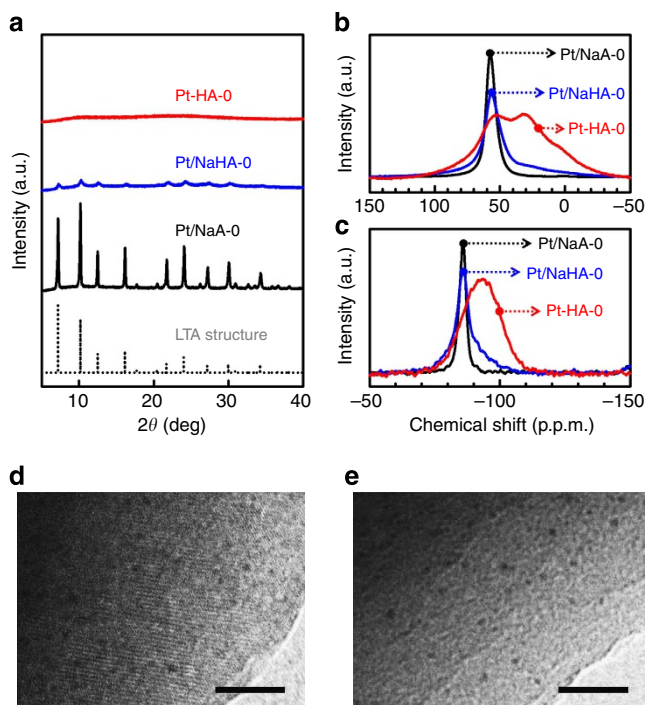 a
Intensity (a.u.)
Pt-HA-0
Pt/NaHA-0
Pt/NaA-0
LTA structure
10 20 30 40
2θ (deg)
b
Intensity (a.u.)
Pt/NaA-0
Pt/NaHA-0
Pt-HA-0
150 100 50 0 −50
c
Intensity (a.u.)
Pt/NaA-0
Pt/NaHA-0
Pt-HA-0
−50 −100 −150
Chemical shift (p.p.m.)
d
e